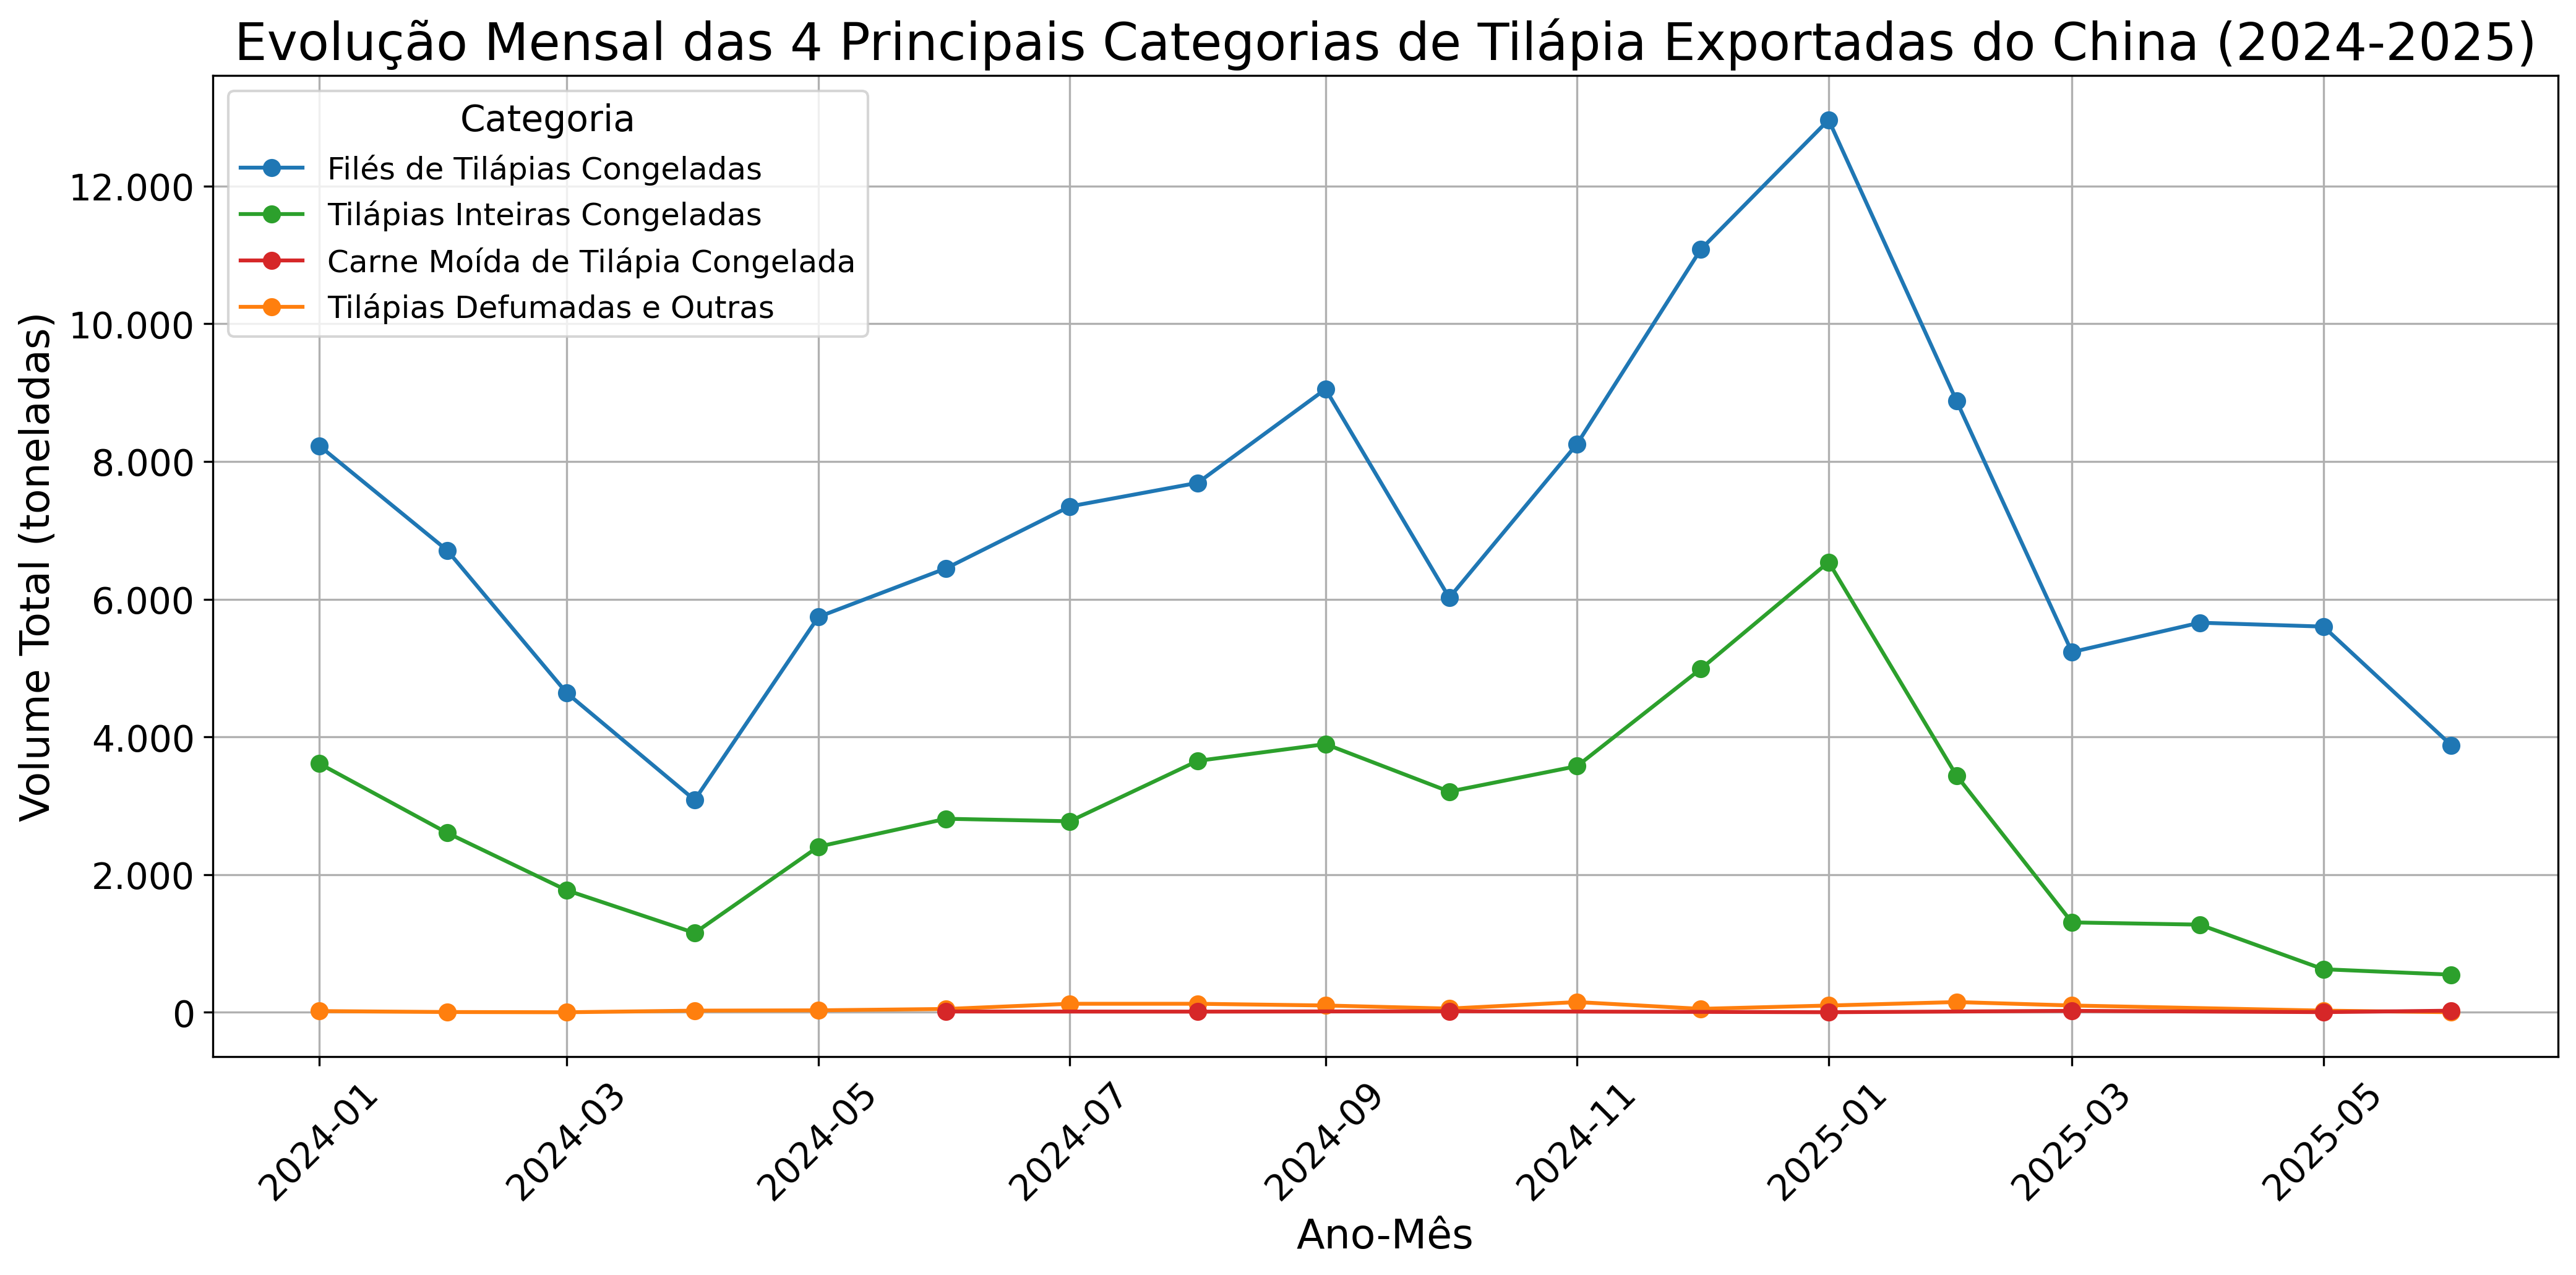 Evolução Mensal das 4 Principais Categorias de Tilápia Exportadas do China (2024-2025)
Categoria
Filés de Tilápias Congeladas
Tilápias Inteiras Congeladas
Carne Moída de Tilápia Congelada
Tilápias Defumadas e Outras
Volume Total (toneladas)
12.000
10.000
8.000
6.000
4.000
2.000
0
2024-01
2024-03
2024-05
2024-07
2024-09
2024-11
2025-01
2025-03
2025-05
Ano-Mês